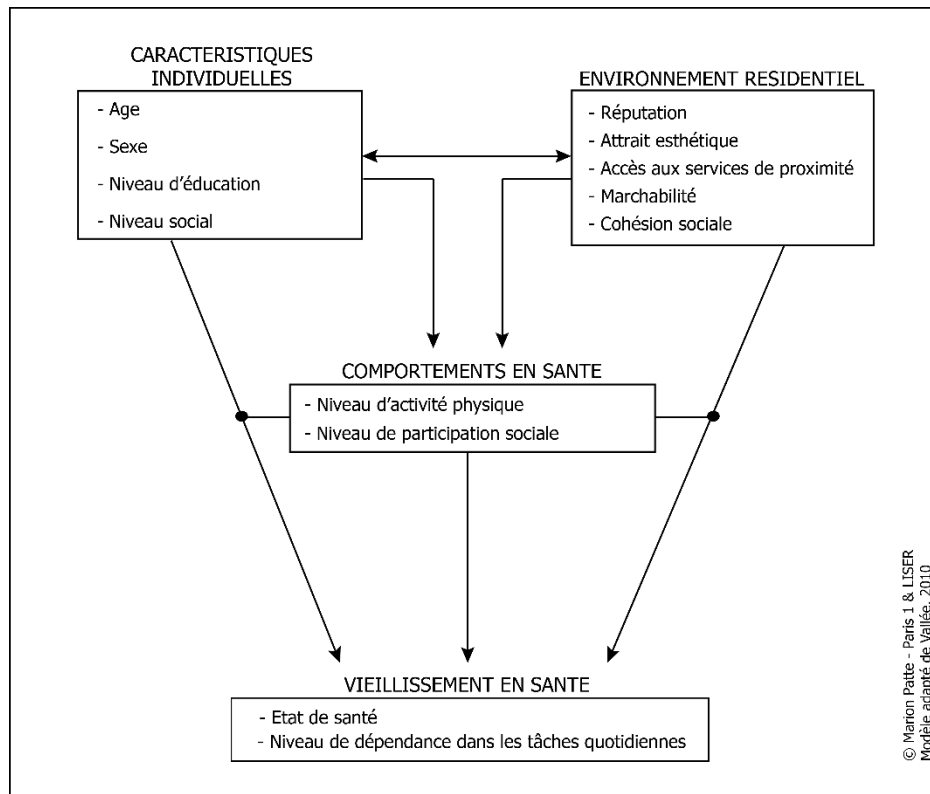 CARACTERISTIQUES
INDIVIDUELLES
- Age
- Sexe
- Niveau d'éducation
- Niveau social
ENVIRONNEMENT RESIDENTIEL
- Réputation
- Attrait esthétique
- Accès aux services de proximité
- Marchabilité
- Cohésion sociale
COMPORTEMENTS EN SANTE
- Niveau d'activité physique
- Niveau de participation sociale
VIEILLISSEMENT EN SANTE
- Etat de santé
- Niveau de dépendance dans les tâches quotidiennes
© Marion Patte - Paris 1 & LISER
Modèle adapté de Vallée, 2010